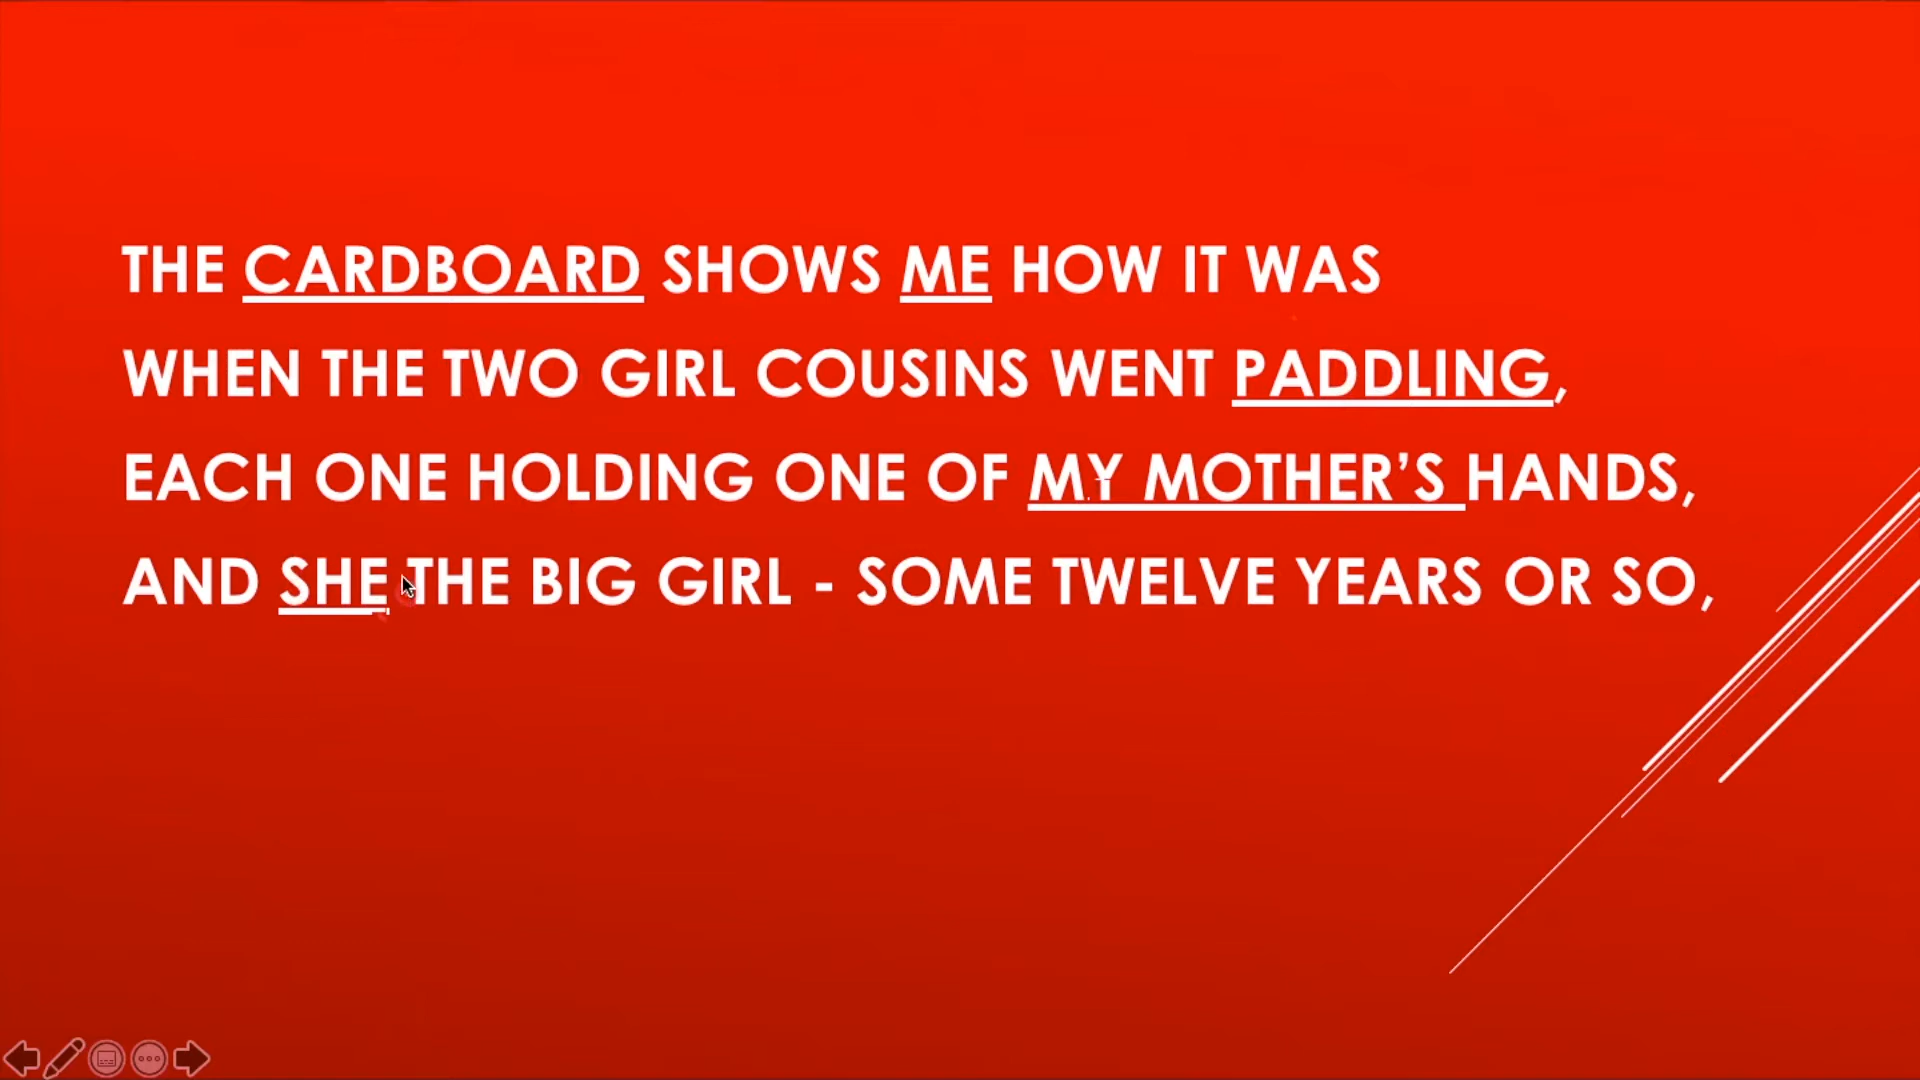 THE CARDBOARD SHOWS ME HOW IT WAS
WHEN THE TWO GIRL COUSINS WENT PADDLING,
EACH ONE HOLDING ONE OF MY MOTHER’S HANDS,
AND SHE THE BIG GIRL - SOME TWELVE YEARS OR SO,